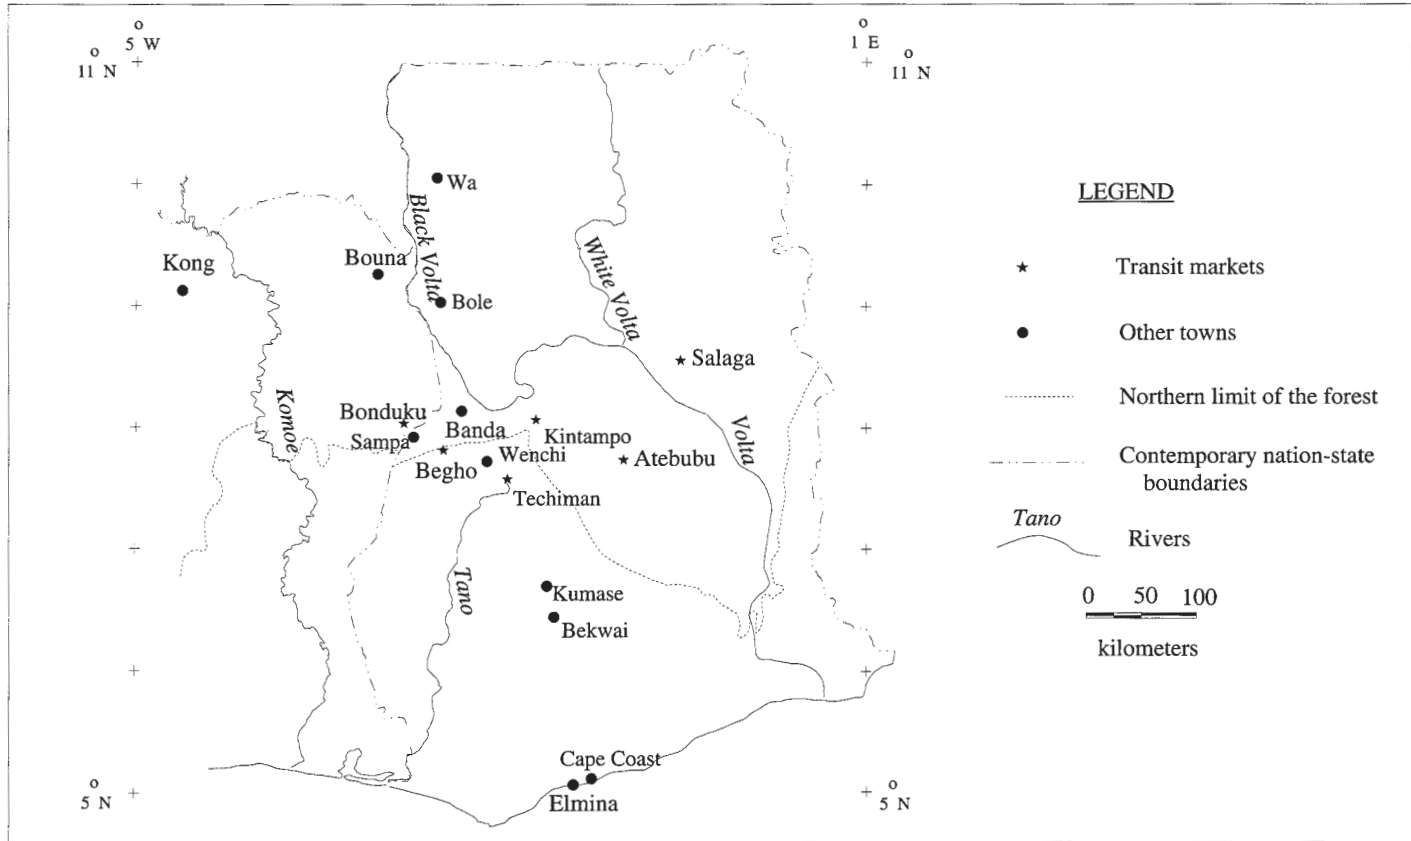 5 W
11 N
1 E
11 N
Wa
Black Volta
Kong
Bouna
Bole
White Volta
Salaga
Komoe
Bonduku
Sampa
Banda
Kintampo
Volta
Begho
Wenchi
Atebubu
Techiman
Tano
Kumase
Bekwai
Cape Coast
Elmina
5 N
5 N
LEGEND
Transit markets
Other towns
Northern limit of the forest
Contemporary nation-state
boundaries
Tano
Rivers
0 50 100
kilometers